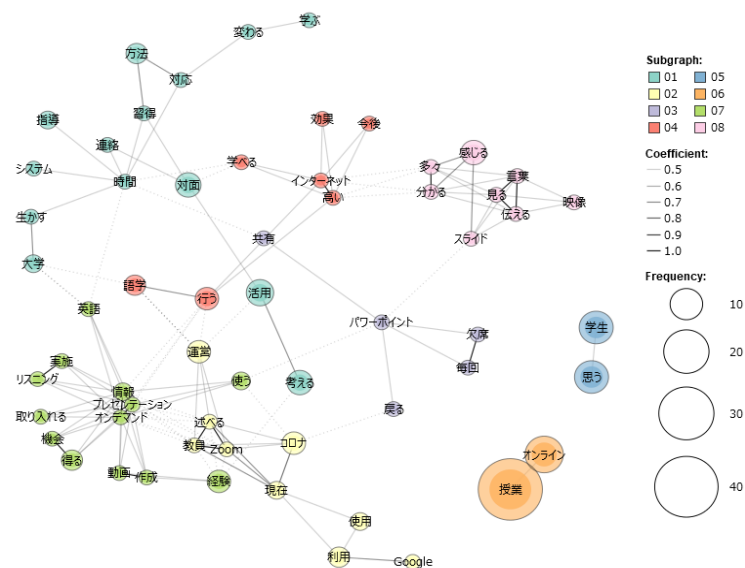 学ぶ
変わる
方法
対応
習得
指導
連絡
システム
時間
対面
生かす
大学
効果
今後
学べる
インターネット
高い
感じる
多々
分かる
言葉
見る
伝える
映像
スライド
共有
語学
行う
活用
英語
パワーポイント
運営
欠席
毎回
戻る
学生
思う
実施
リスニング
情報
プレゼンテーション
オンデマンド
使う
考える
取り入れる
機会
得る
動画
作成
経験
述べる
教員
Zoom
コロナ
現在
使用
利用
Google
オンライン
授業
Subgraph:
01 05
02 06
03 07
04 08
Coefficient:
0.5
0.6
0.7
0.8
0.9
1.0
Frequency:
10
20
30
40